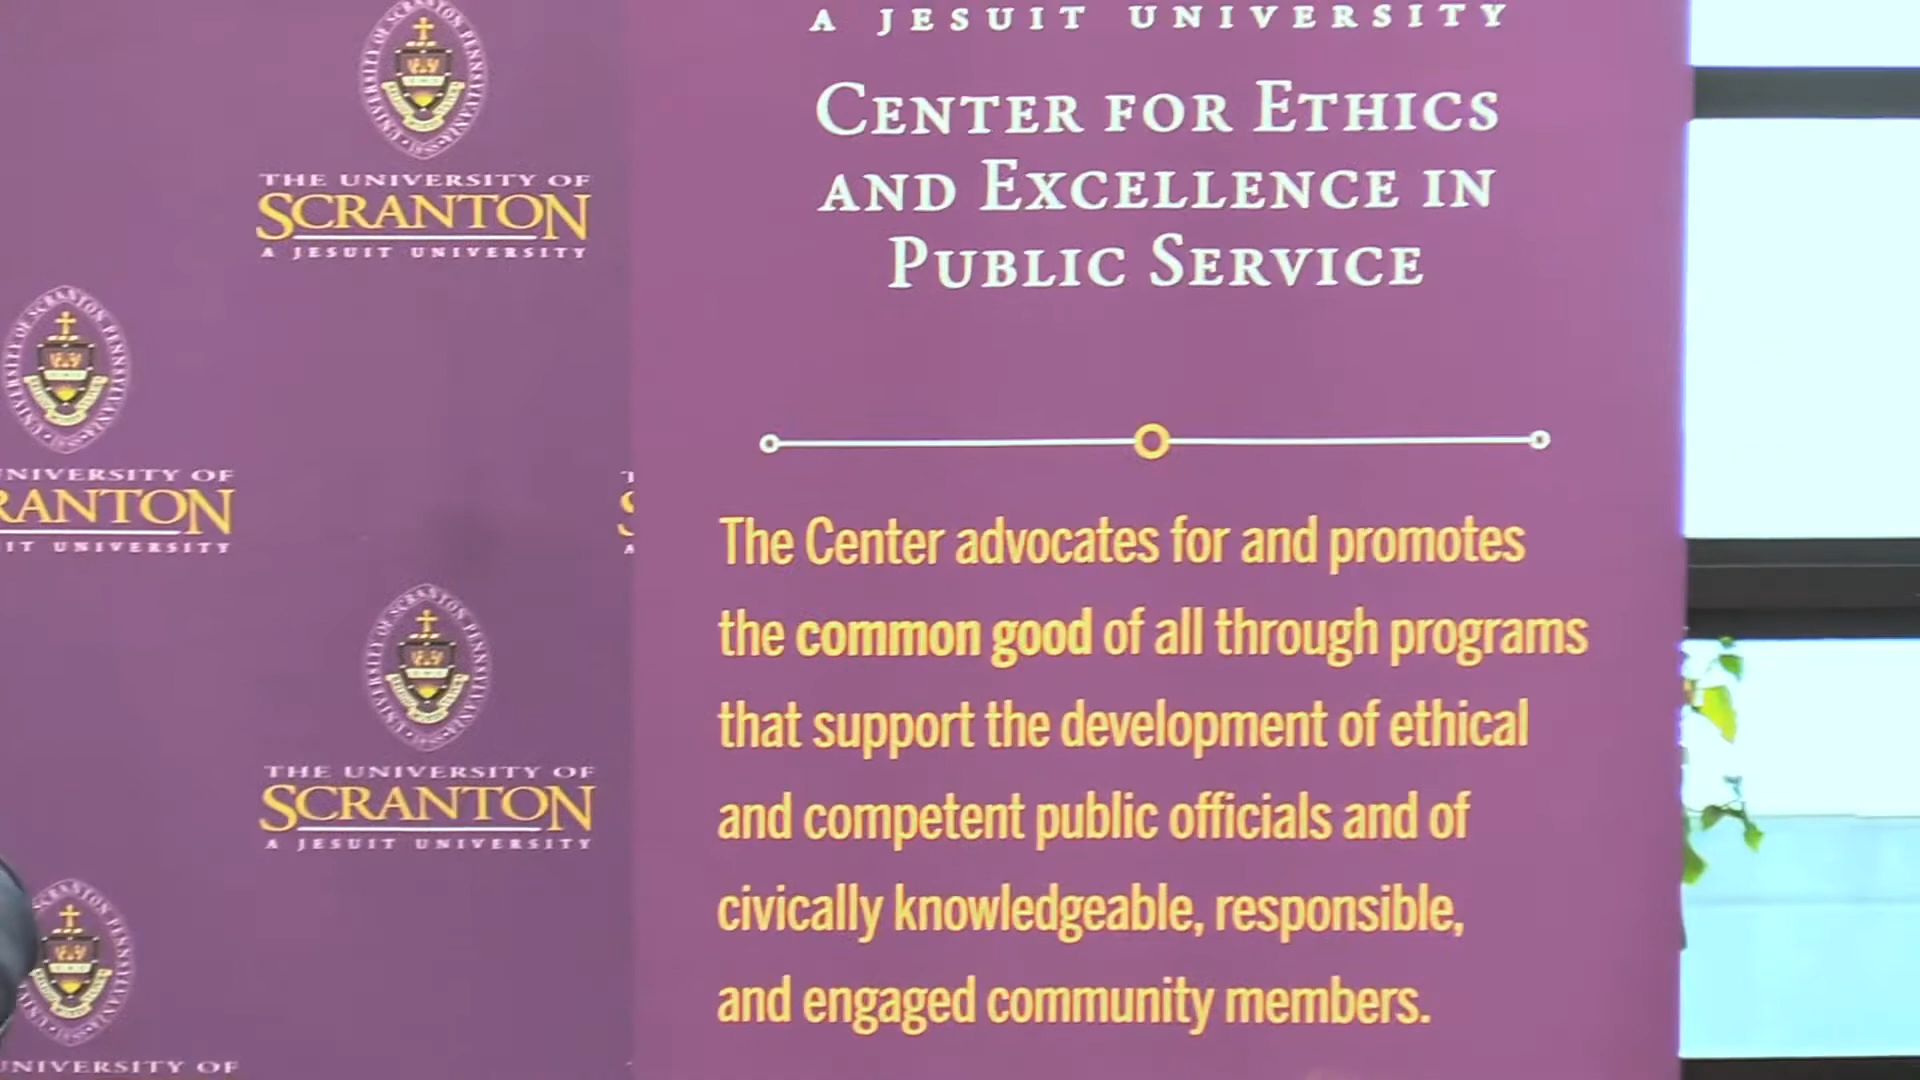 THE UNIVERSITY OF
SCRANTON
A JESUIT UNIVERSITY
NIVERSITY OF
RANTON
IT UNIVERSITY
THE UNIVERSITY OF
SCRANTON
A JESUIT UNIVERSITY
UNIVERSITY OF
A JESUIT UNIVERSITY
CENTER FOR ETHICS
AND EXCELLENCE IN
PUBLIC SERVICE
The Center advocates for and promotes
the common good of all through programs
that support the development of ethical
and competent public officials and of
civically knowledgeable, responsible,
and engaged community members.